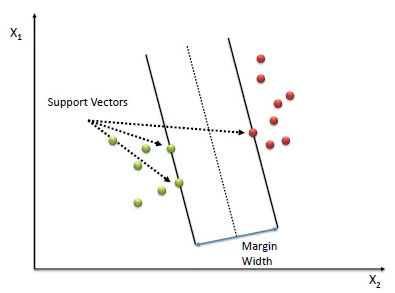 X1
Support Vectors
Margin
Width
X2